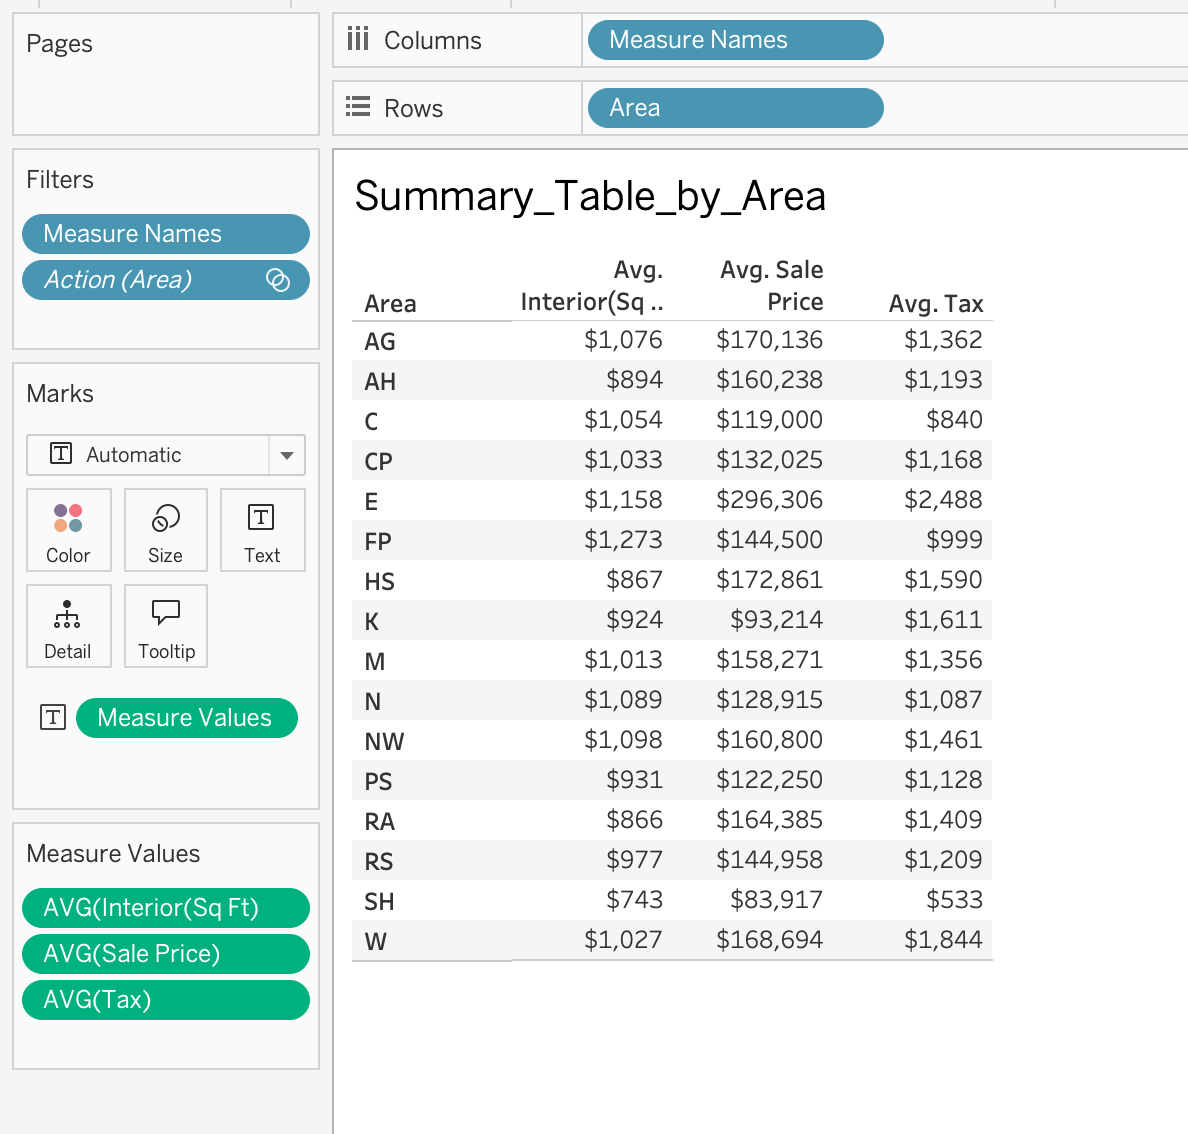 Pages
Columns Measure Names
Rows Area
Filters
Measure Names
Action (Area)
Marks
Automatic
Color Size Text
Detail Tooltip
Measure Values
Measure Values
AVG(Interior(Sq Ft)
AVG(Sale Price)
AVG(Tax)
Summary_Table_by_Area
Avg. Avg. Sale
Area Interior(Sq .. Price Avg. Tax
AG $1,076 $170,136 $1,362
AH $894 $160,238 $1,193
C $1,054 $119,000 $840
CP $1,033 $132,025 $1,168
E $1,158 $296,306 $2,488
FP $1,273 $144,500 $999
HS $867 $172,861 $1,590
K $924 $93,214 $1,611
M $1,013 $158,271 $1,356
N $1,089 $128,915 $1,087
NW $1,098 $160,800 $1,461
PS $931 $122,250 $1,128
RA $866 $164,385 $1,409
RS $977 $144,958 $1,209
SH $743 $83,917 $533
W $1,027 $168,694 $1,844